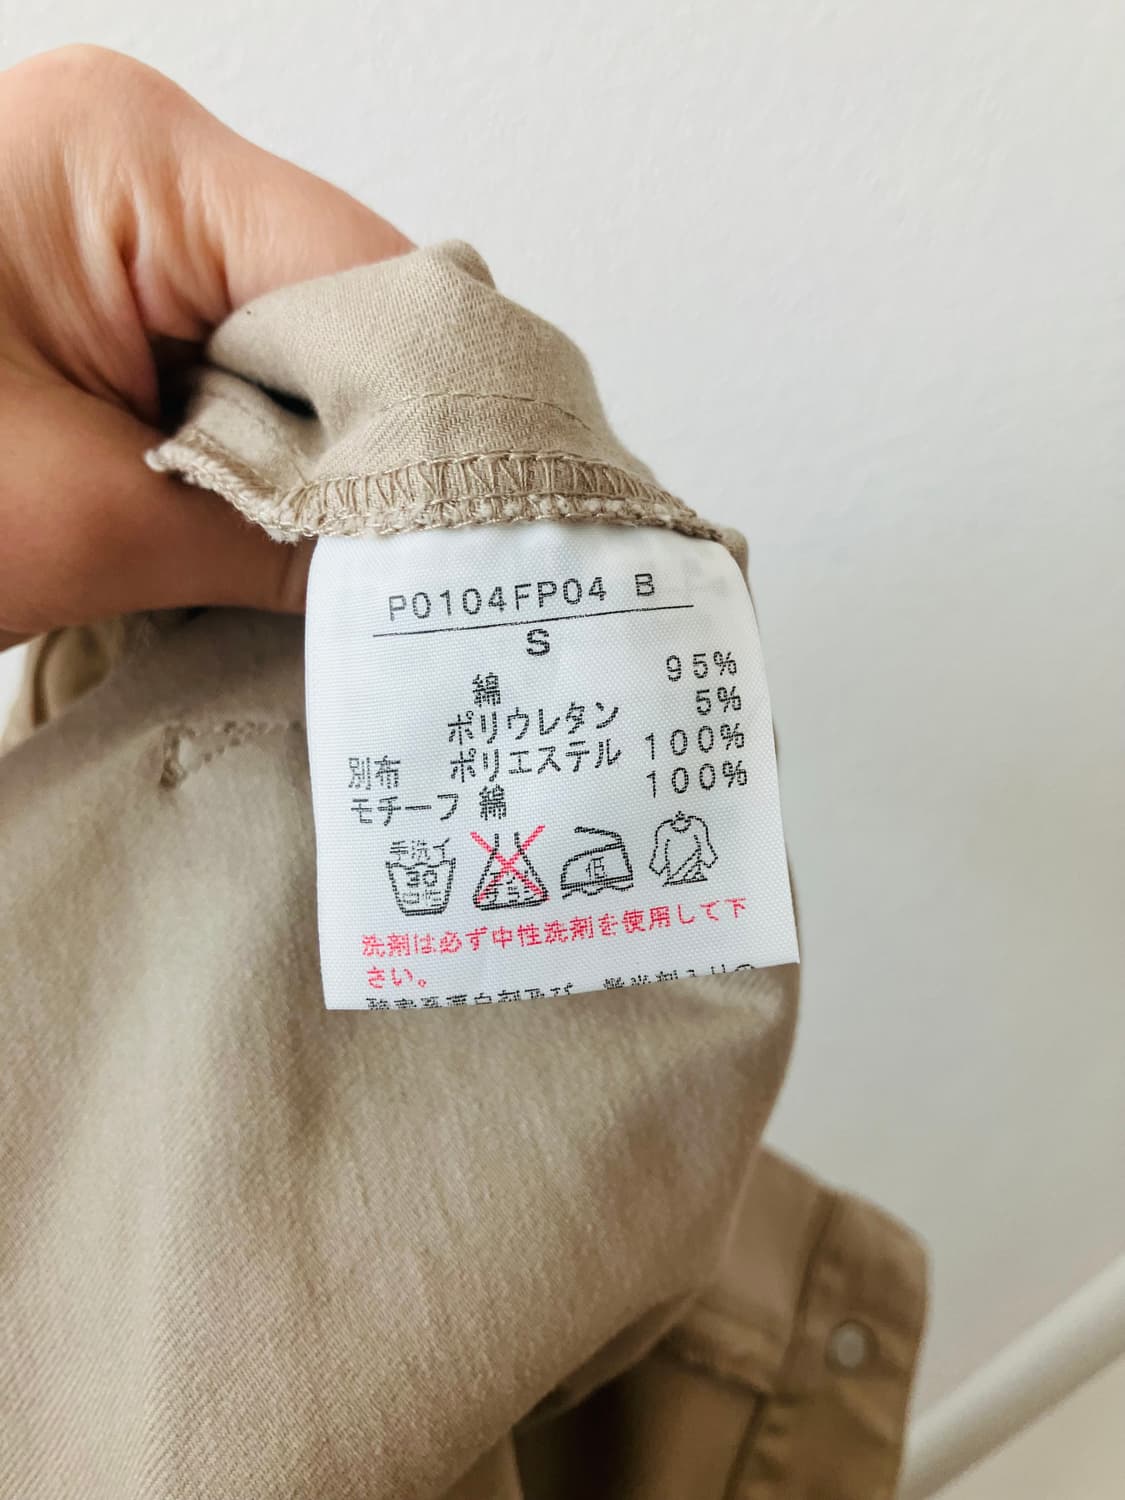 P0104FP04 B
S
綿 95%
ポリウレタン 5%
別布 ポリエステル 100%
モチーフ 綿 100%
手洗イ
30
中性
低
洗剤は必ず中性洗剤を使用して下
さい。